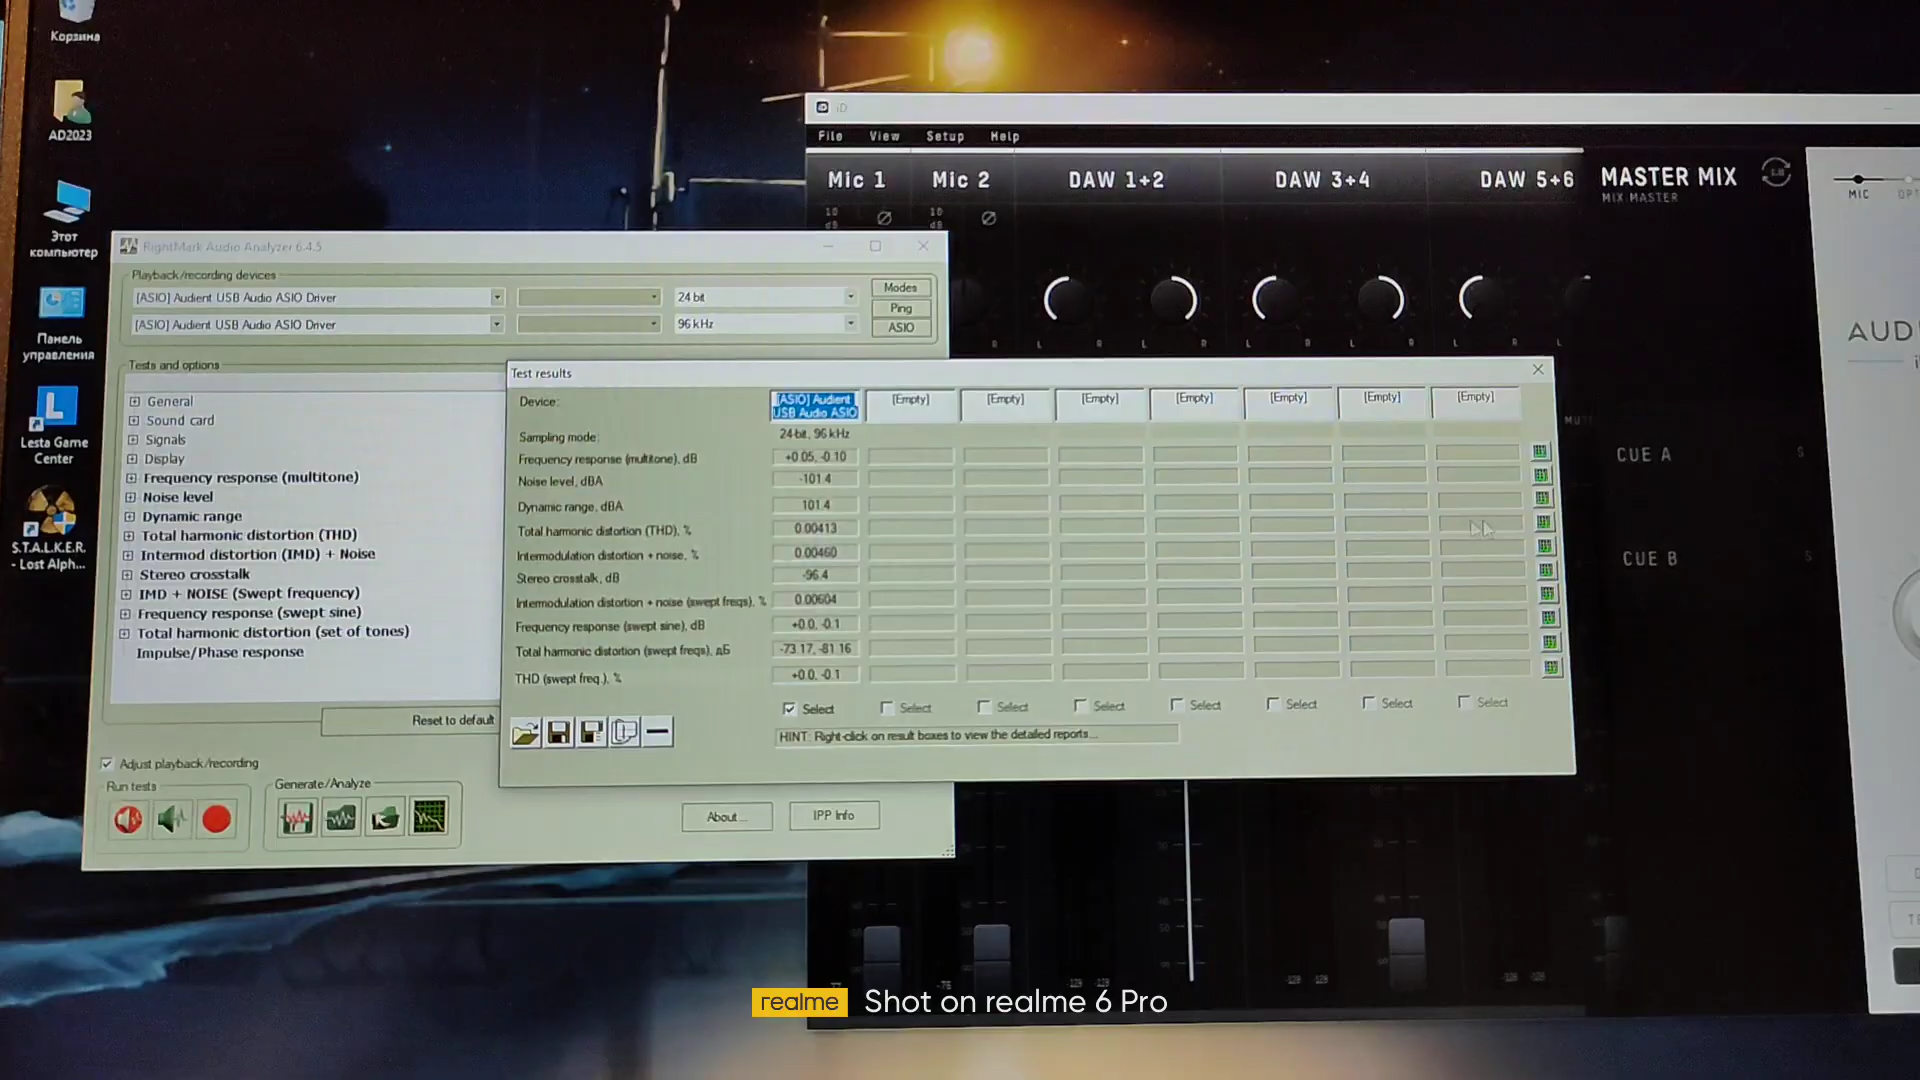 Корзина
AD2023
Этот
компьютер
Панель
управления
Lesta Game
Center
S.T.A.L.K.E.R.
- Lost Alph...
iD
File View Setup Help
Mic 1 Mic 2 DAW 1+2 DAW 3+4 DAW 5+6
MASTER MIX
MIX MASTER
MIC
10
dB
10
dB
L R L R L R L
AUD
CUE A S
CUE B S
RightMark Audio Analyzer 6.4.5
Playback/recording devices
[ASIO] Audient USB Audio ASIO Driver 24 bit Modes
Ping
[ASIO] Audient USB Audio ASIO Driver 96 kHz ASIO
Tests and options
General
Sound card
Signals
Display
Frequency response (multitone)
Noise level
Dynamic range
Total harmonic distortion (THD)
Intermod distortion (IMD) + Noise
Stereo crosstalk
IMD + NOISE (Swept frequency)
Frequency response (swept sine)
Total harmonic distortion (set of tones)
Impulse/Phase response
Reset to default
Adjust playback/recording
Run tests Generate/Analyze
About... IPP Info
Test results
Device: [ASIO] Audient [Empty] [Empty] [Empty] [Empty] [Empty] [Empty] [Empty]
USB Audio ASIO
Sampling mode: 24-bit, 96 kHz
Frequency response (multitone), dB +0.05, -0.10
Noise level, dBA -101.4
Dynamic range, dBA 101.4
Total harmonic distortion (THD), % 0.00413
Intermodulation distortion + noise, % 0.00460
Stereo crosstalk, dB -96.4
Intermodulation distortion + noise (swept freqs), % 0.00604
Frequency response (swept sine), dB +0.0, -0.1
Total harmonic distortion (swept freqs), дБ -73.17, -81.16
THD (swept freq.), % +0.0, -0.1
Select Select Select Select Select Select Select Select
HINT: Right-click on result boxes to view the detailed reports...
realme Shot on realme 6 Pro